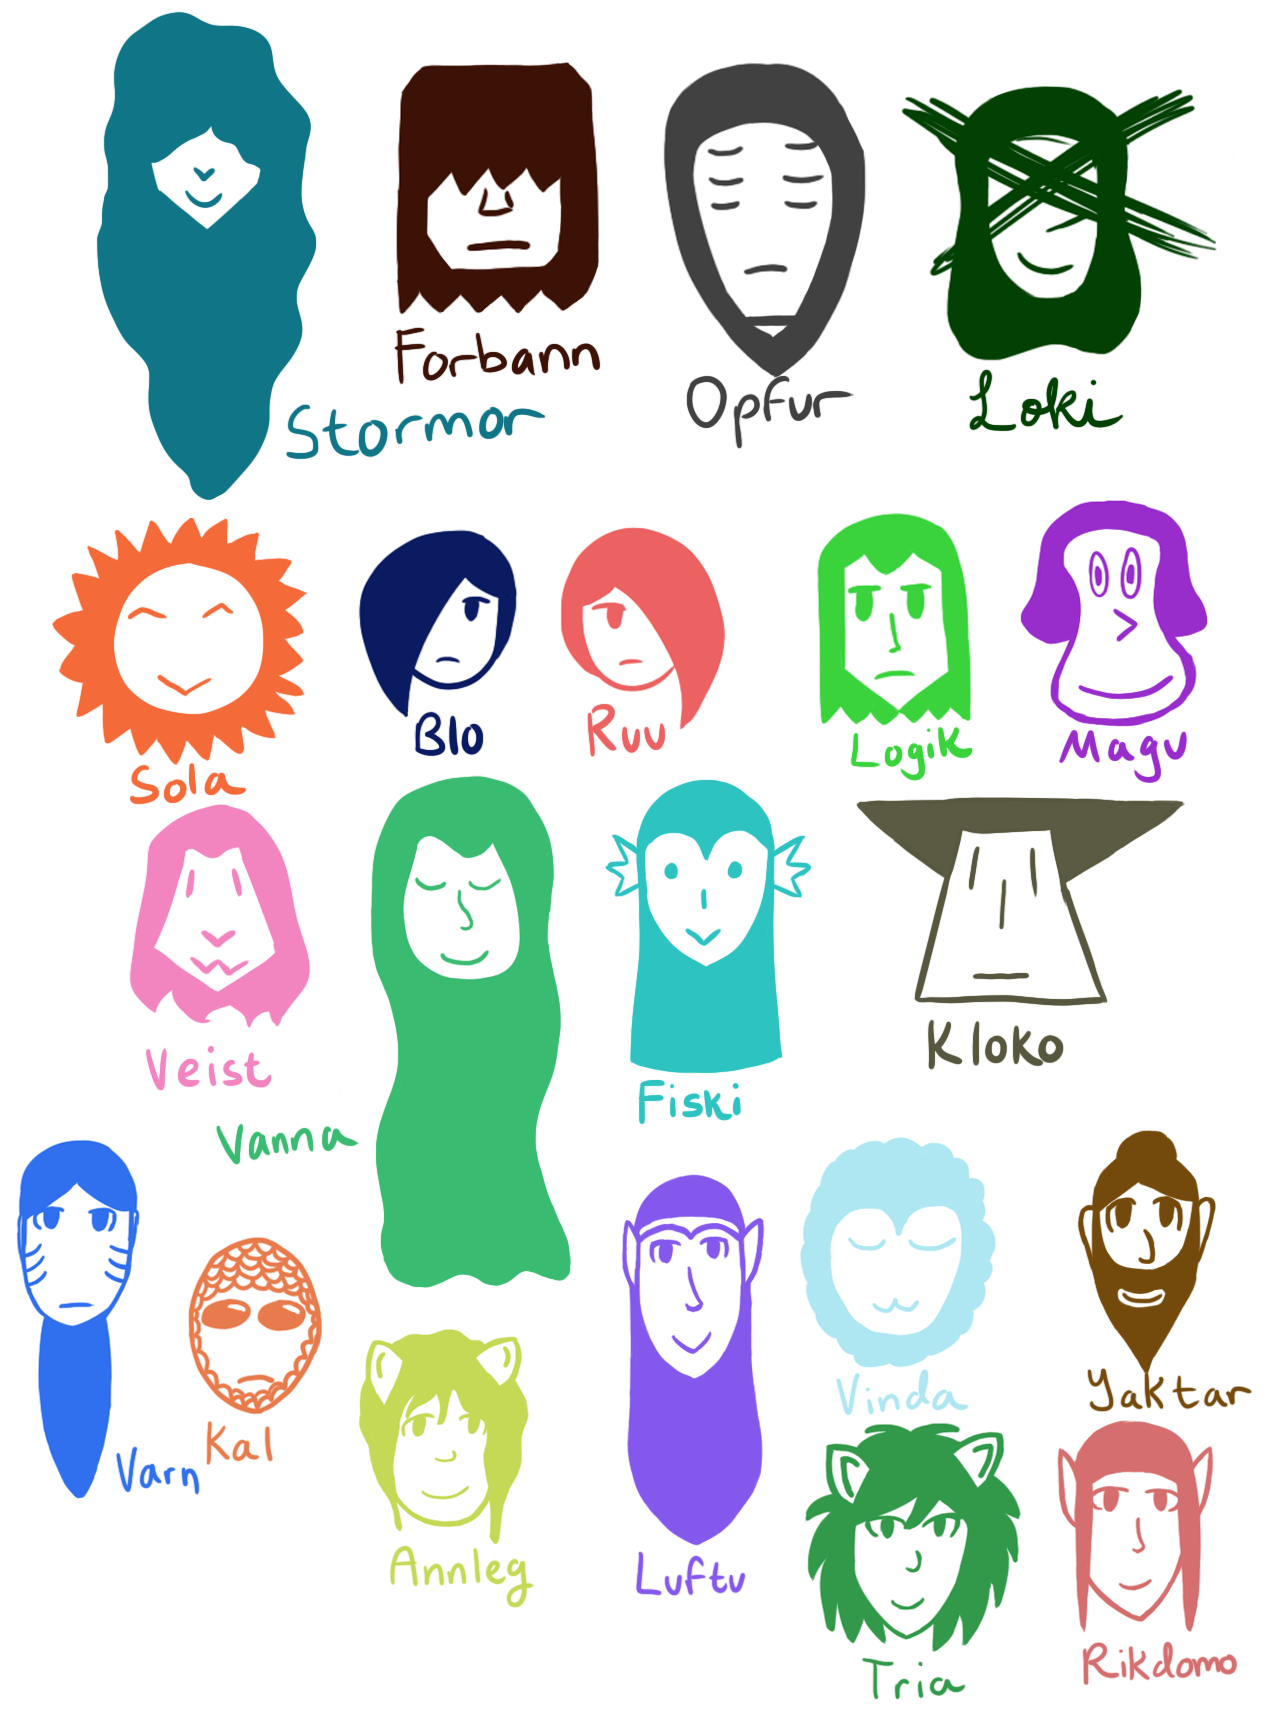 Forbann
Stormor
Opfur
Loki
Sola
Blo
Ruu
Logik
Magu
Veist
Vanna
Fiski
Kloko
Varn
Kal
Annleg
Luftu
Vinda
Yaktar
Tria
Rikdomo